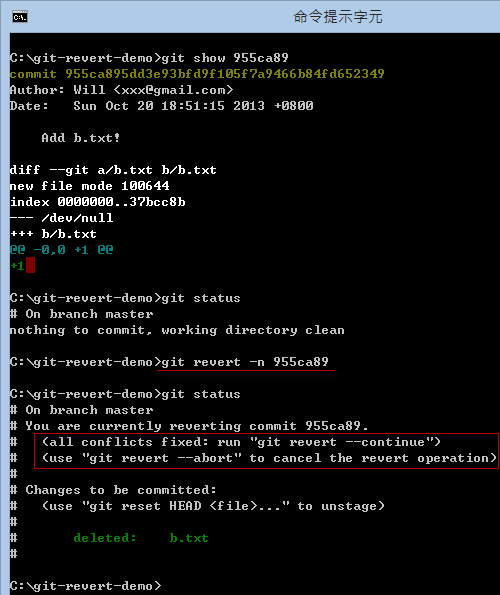 命令提示字元
C:\git-revert-demo>git show 955ca89
commit 955ca895dd3e93bfd9f105f7a9466b84fd652349
Author: Will <xxx@gmail.com>
Date:   Sun Oct 20 18:51:15 2013 +0800
    Add b.txt!
diff --git a/b.txt b/b.txt
new file mode 100644
index 0000000..37bcc8b
--- /dev/null
+++ b/b.txt
@@ -0,0 +1 @@
+1
C:\git-revert-demo>git status
# On branch master
nothing to commit, working directory clean
C:\git-revert-demo>git revert -n 955ca89
C:\git-revert-demo>git status
# On branch master
# You are currently reverting commit 955ca89.
#   (all conflicts fixed: run "git revert --continue")
#   (use "git revert --abort" to cancel the revert operation)
#
# Changes to be committed:
#   (use "git reset HEAD <file>..." to unstage)
#
#       deleted:    b.txt
#
C:\git-revert-demo>